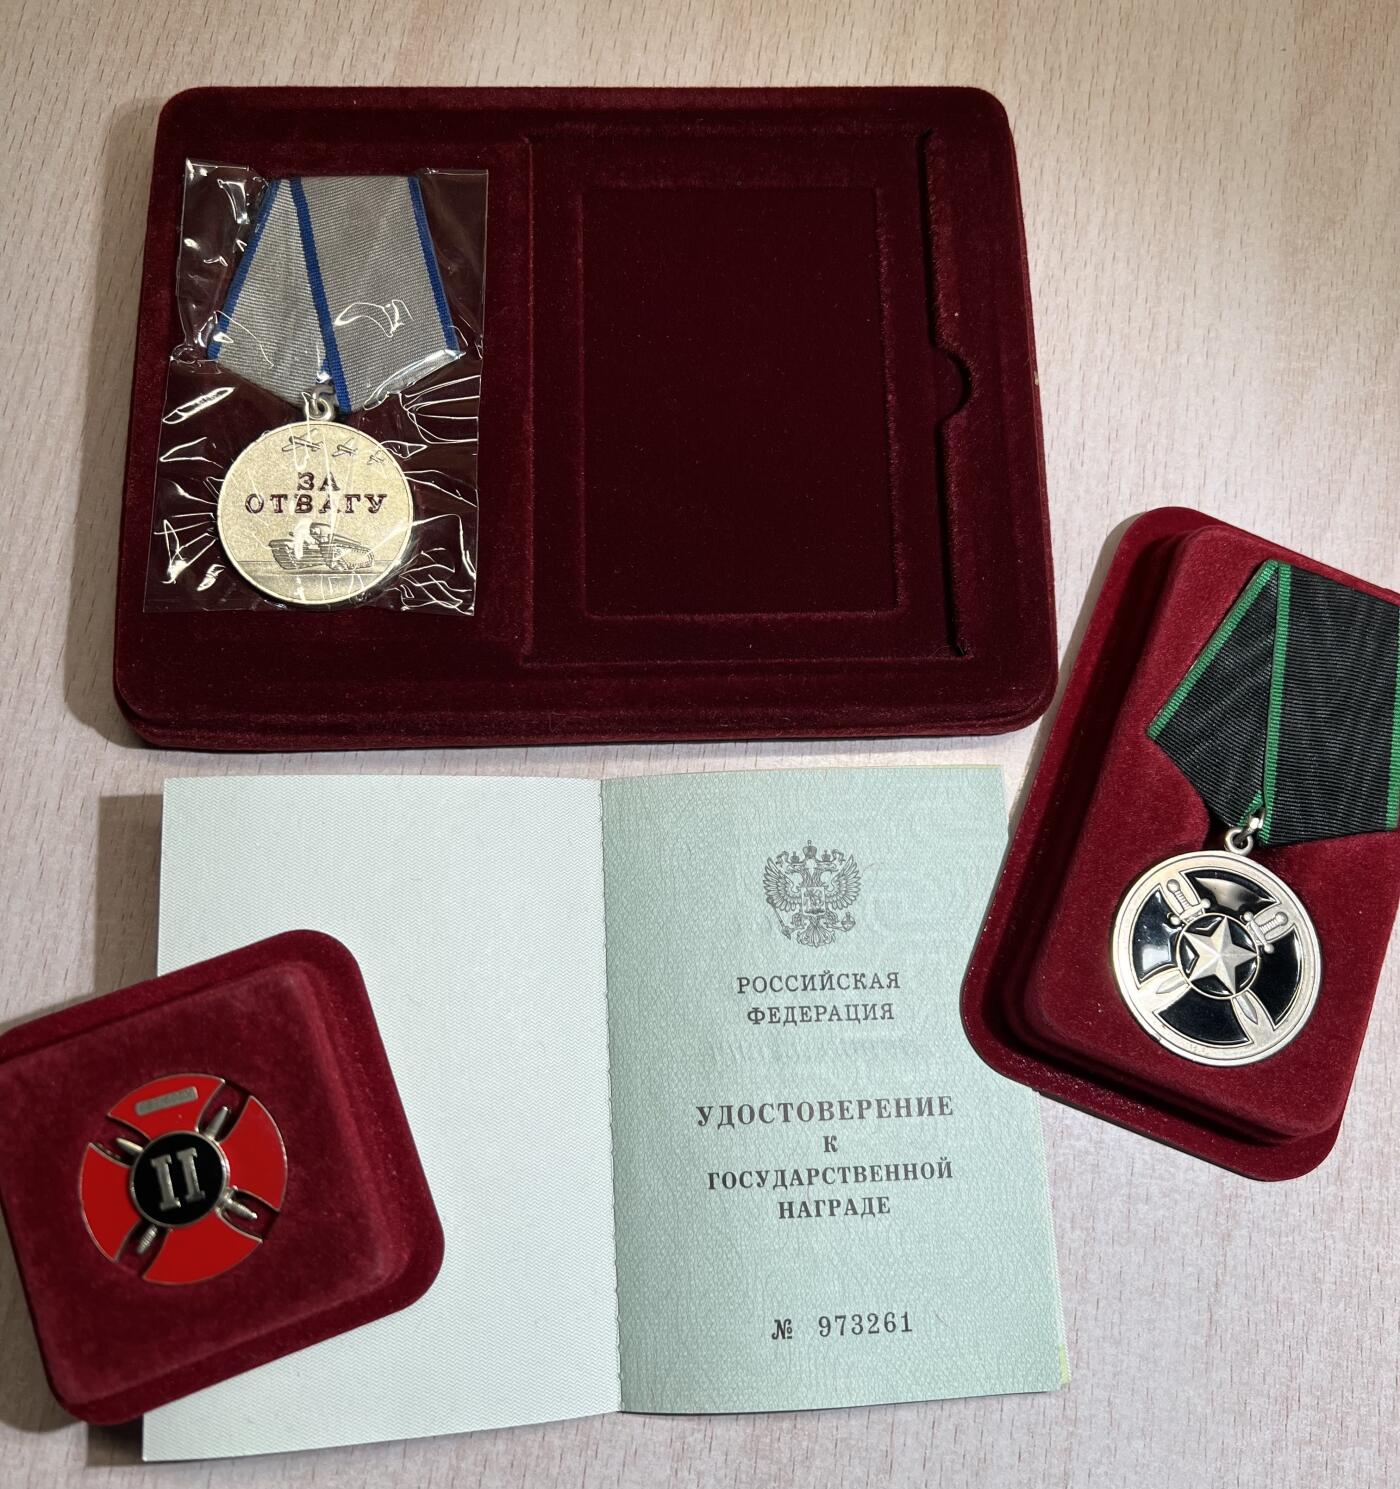 ЗА
ОТВАГУ
РОССИЙСКАЯ
ФЕДЕРАЦИЯ
УДОСТОВЕРЕНИЕ
К
ГОСУДАРСТВЕННОЙ
НАГРАДЕ
№ 973261
II